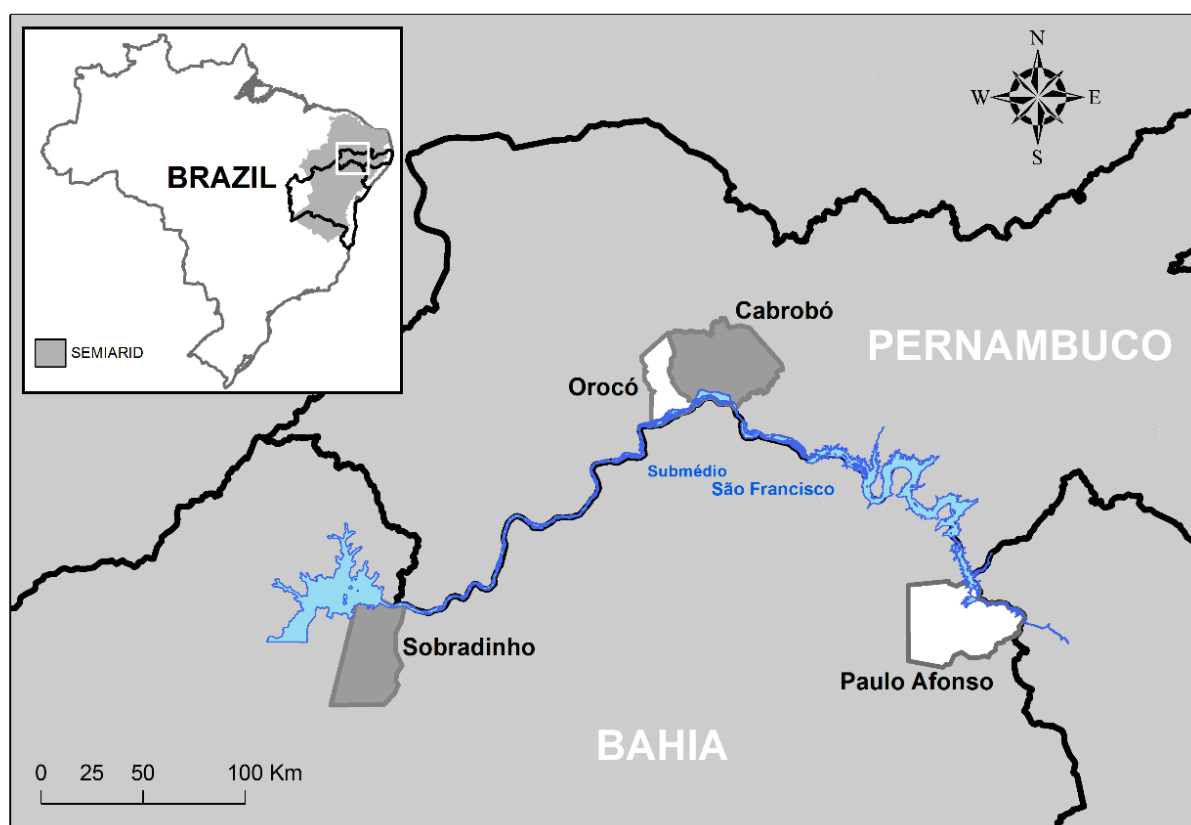 N
W E
S
BRAZIL
SEMIARID
Cabrobó
PERNAMBUCO
Orocó
Submédio
São Francisco
Sobradinho
Paulo Afonso
BAHIA
0 25 50 100 Km